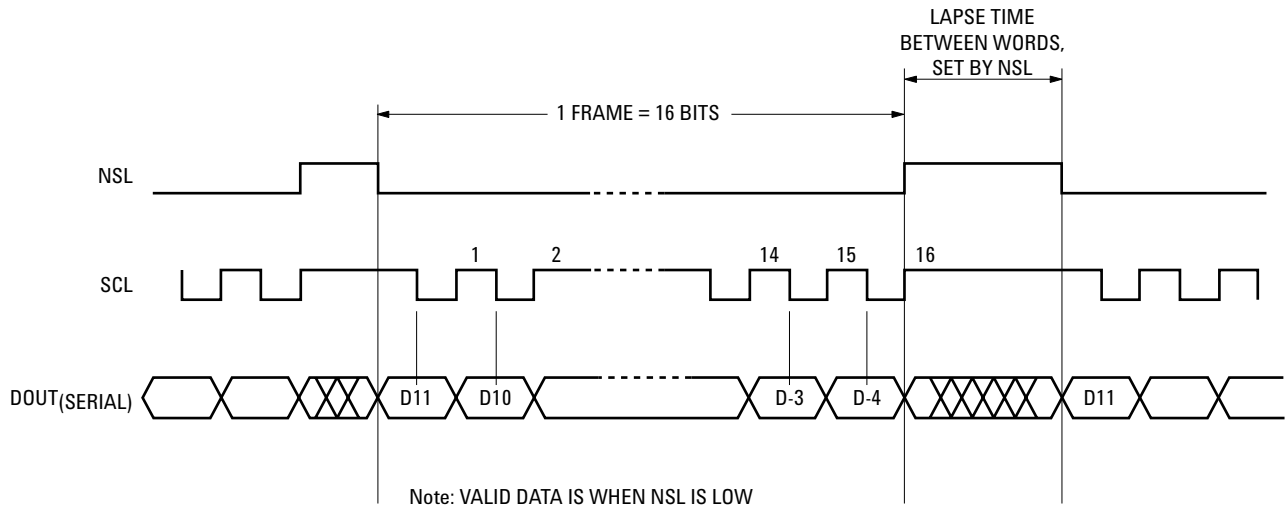 LAPSE TIME
BETWEEN WORDS,
SET BY NSL
1 FRAME = 16 BITS
NSL
1 2 14 15 16
SCL
DOUT(SERIAL) D11 D10 D-3 D-4 D11
Note: VALID DATA IS WHEN NSL IS LOW